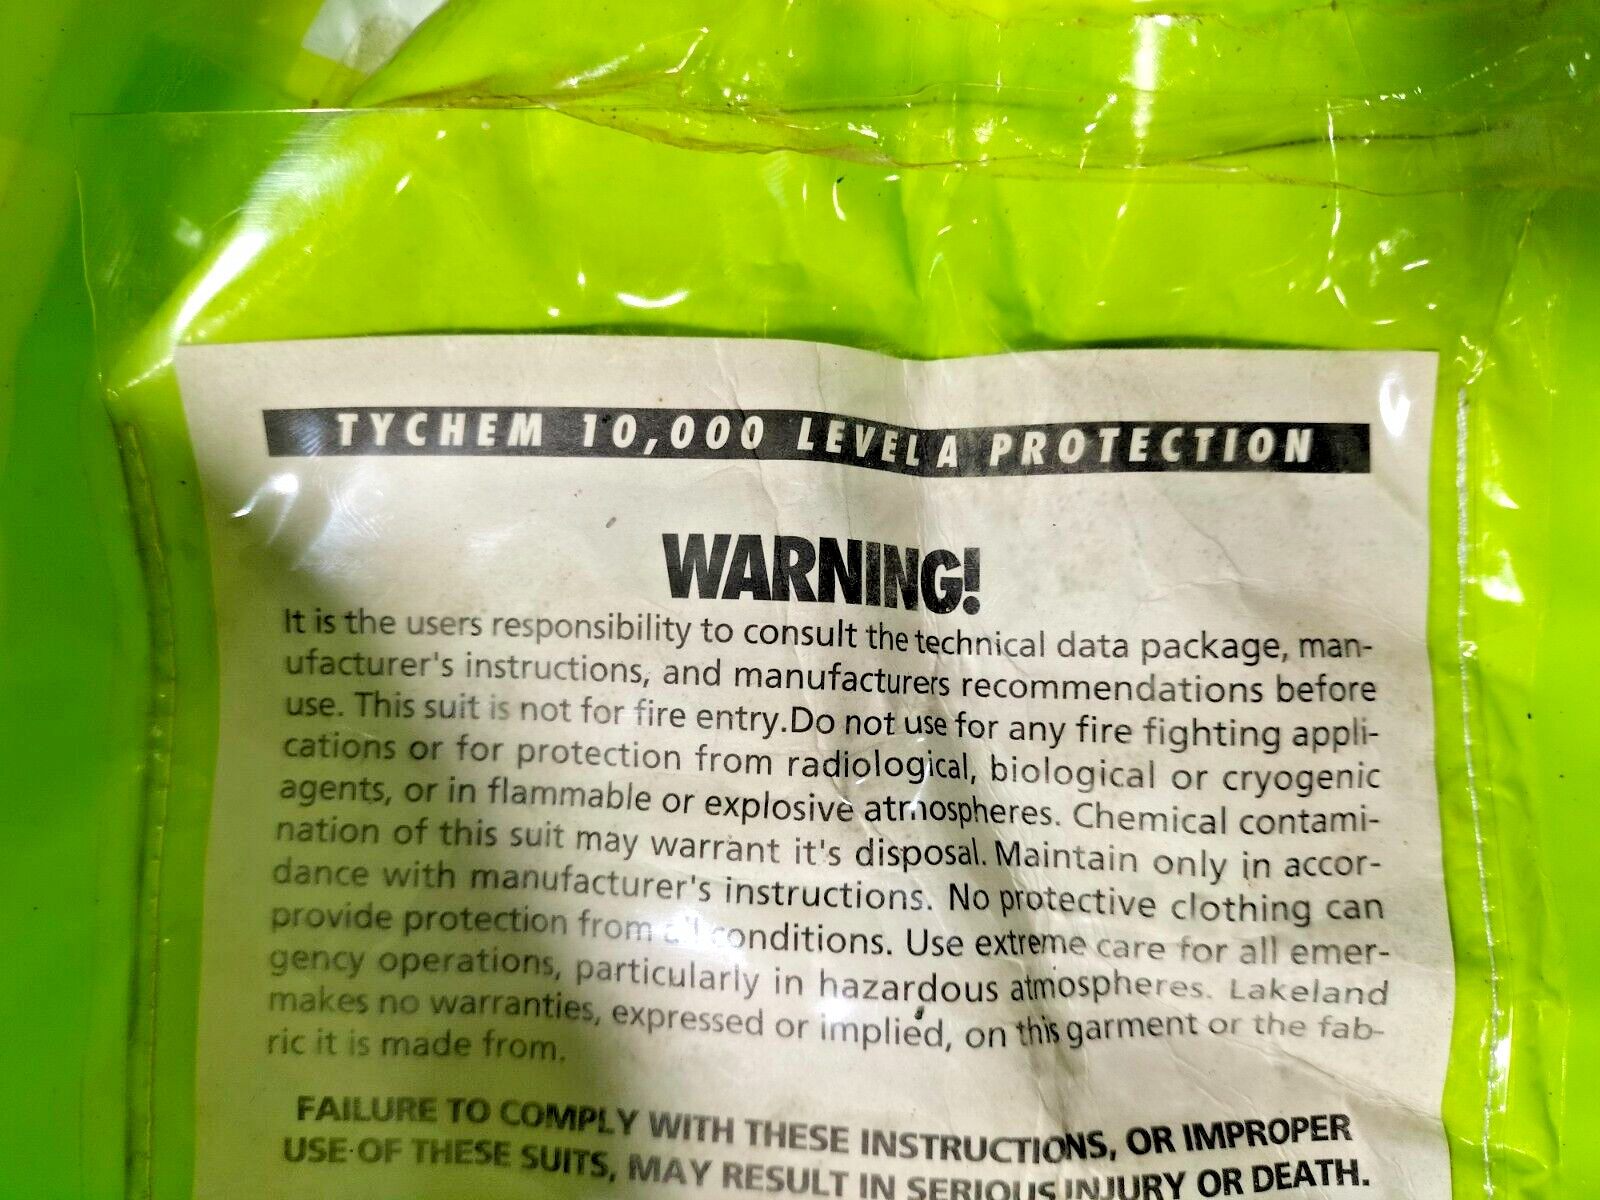 TYCHEM 10,000 LEVEL A PROTECTION
WARNING!
It is the users responsibility to consult the technical data package, man-
ufacturer's instructions, and manufacturers recommendations before
use. This suit is not for fire entry.Do not use for any fire fighting appli-
cations or for protection from radiological, biological or cryogenic
agents, or in flammable or explosive atmospheres. Chemical contami-
nation of this suit may warrant it's disposal. Maintain only in accor-
dance with manufacturer's instructions. No protective clothing can
provide protection from all conditions. Use extreme care for all emer-
gency operations, particularly in hazardous atmospheres. Lakeland
makes no warranties, expressed or implied, on this garment or the fab-
ric it is made from.
FAILURE TO COMPLY WITH THESE INSTRUCTIONS, OR IMPROPER
USE OF THESE SUITS, MAY RESULT IN SERIOUS INJURY OR DEATH.